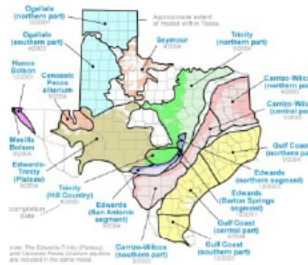 Ogallala
(northern part)
Approximate extent
of model within Texas.
Ogallala
(southern part)
Seymour
Trinity
(northern part)
Hueco
Bolson
Cenozoic
Pecos
alluvium
Carrizo-Wilcox
(northern part)
Carrizo-Wilcox
(central part)
Mesilla
Bolson
Gulf Coast
(northern part)
Edwards-
Trinity
(Plateau)
Edwards
(northern segment)
Trinity
(Hill Country)
Edwards
(Barton Springs
segment)
Edwards
(San Antonio
segment)
completion
date
Gulf Coast
(central part)
Carrizo-Wilcox
(southern part)
Gulf Coast
(southern part)
note: The Edwards-Trinity (Plateau)
and Cenozoic Pecos Alluvium aquifers
are included in the same model.